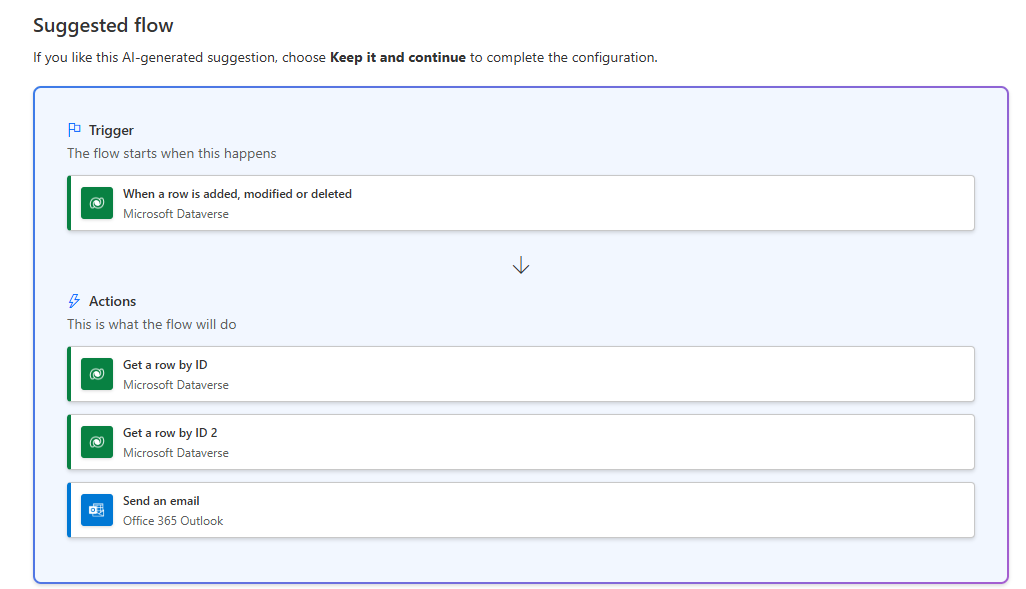 Suggested flow
If you like this AI-generated suggestion, choose Keep it and continue to complete the configuration.
Trigger
The flow starts when this happens
When a row is added, modified or deleted
Microsoft Dataverse
Actions
This is what the flow will do
Get a row by ID
Microsoft Dataverse
Get a row by ID 2
Microsoft Dataverse
Send an email
Office 365 Outlook